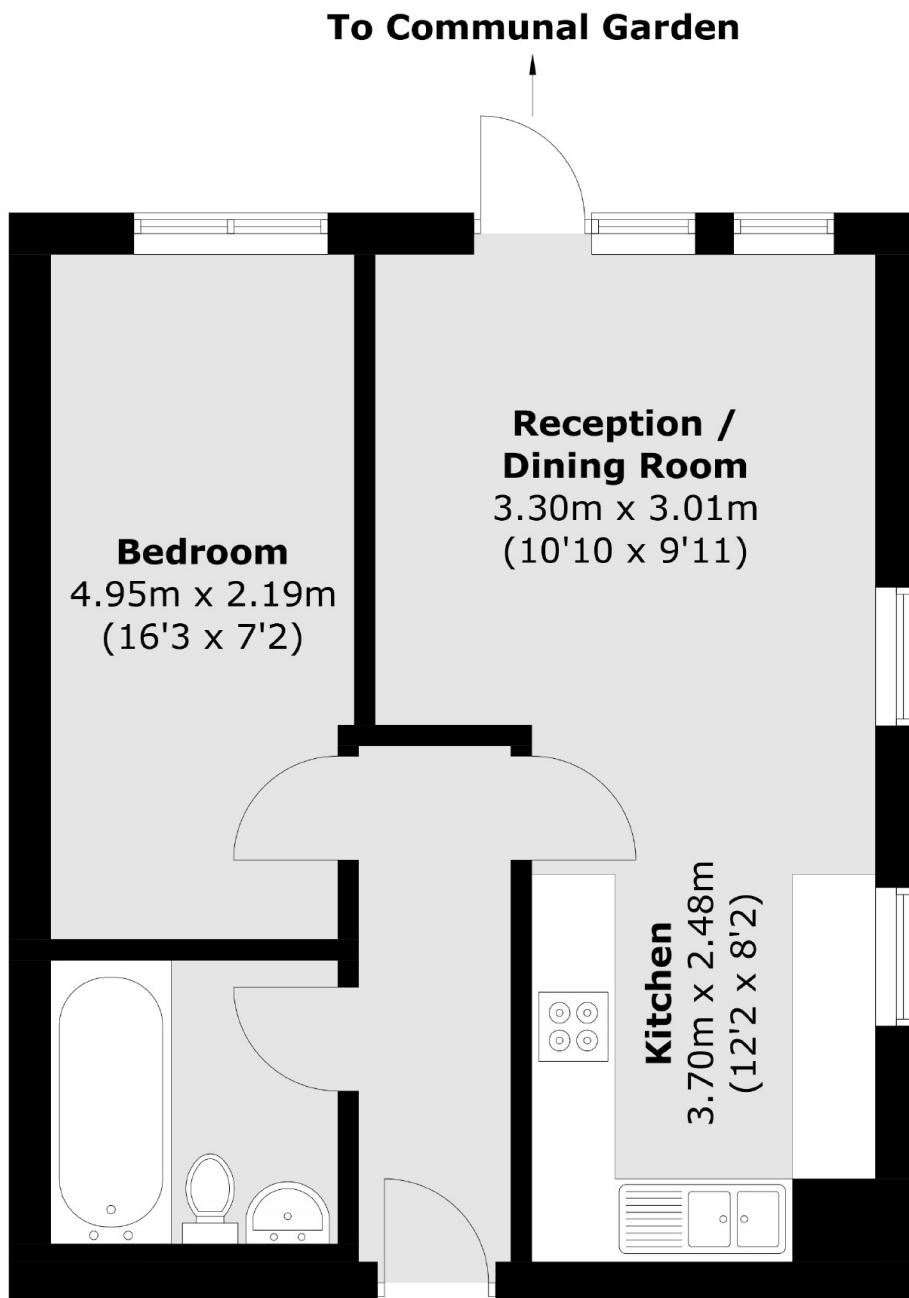 To Communal Garden
Reception /
Dining Room
3.30m x 3.01m
(10'10 x 9'11)
Bedroom
4.95m x 2.19m
(16'3 x 7'2)
Kitchen
3.70m x 2.48m
(12'2 x 8'2)